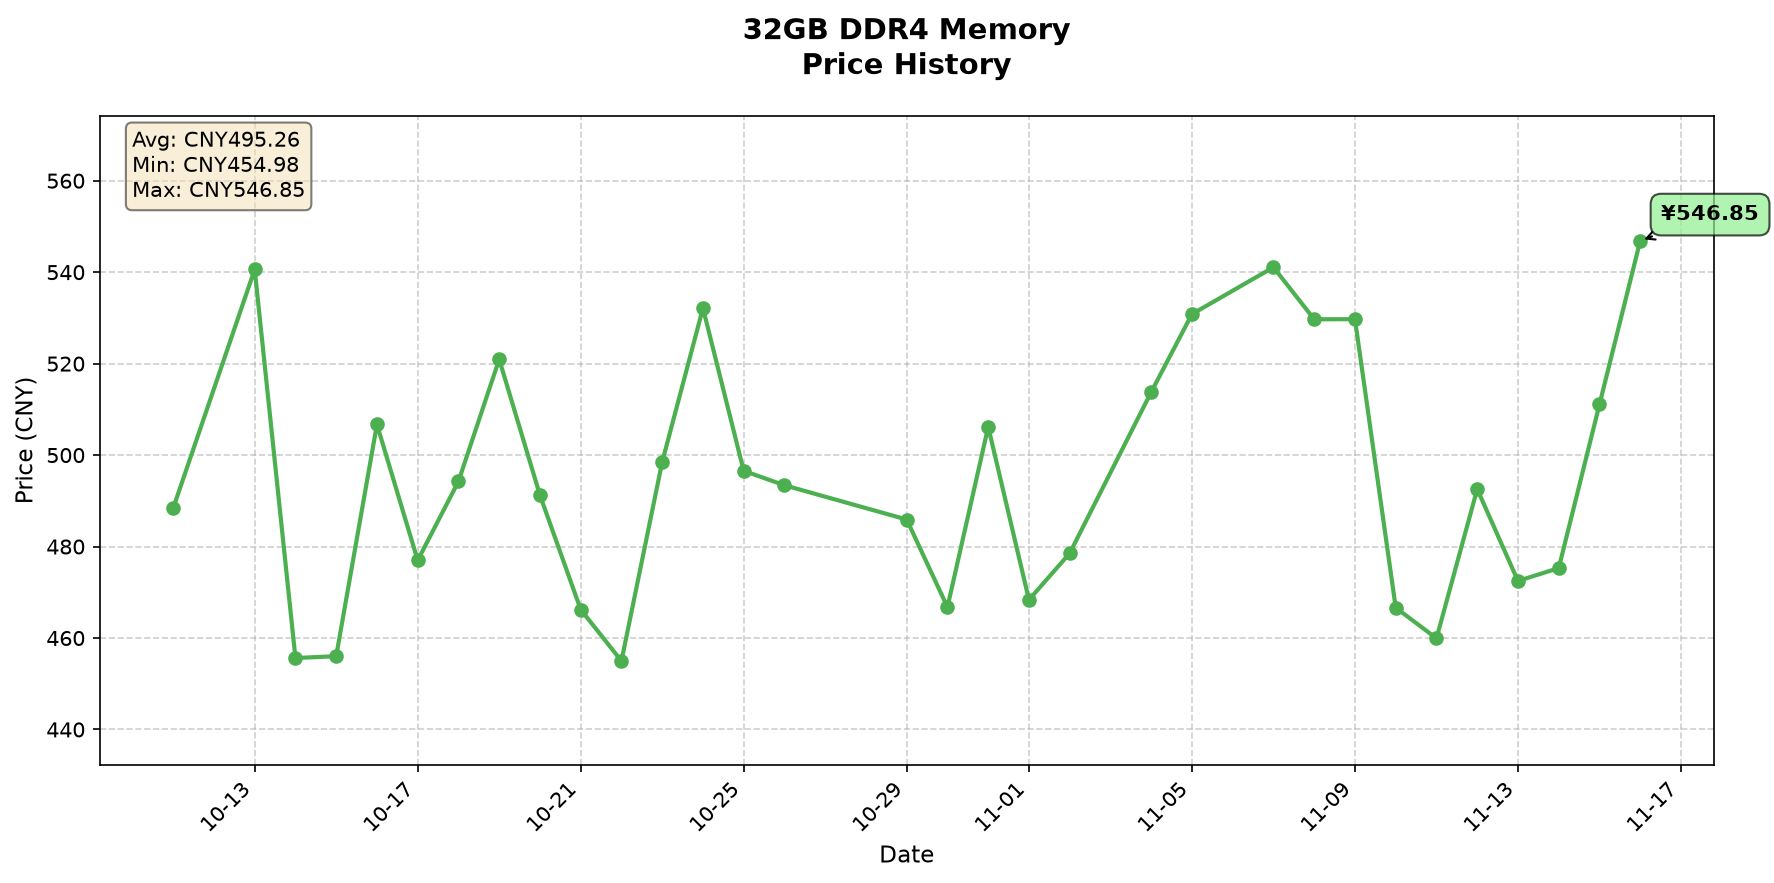 32GB DDR4 Memory
Price History
Avg: CNY495.26
Min: CNY454.98
Max: CNY546.85
¥546.85
Price (CNY)
560
540
520
500
480
460
440
10-13
10-17
10-21
10-25
10-29
11-01
11-05
11-09
11-13
11-17
Date